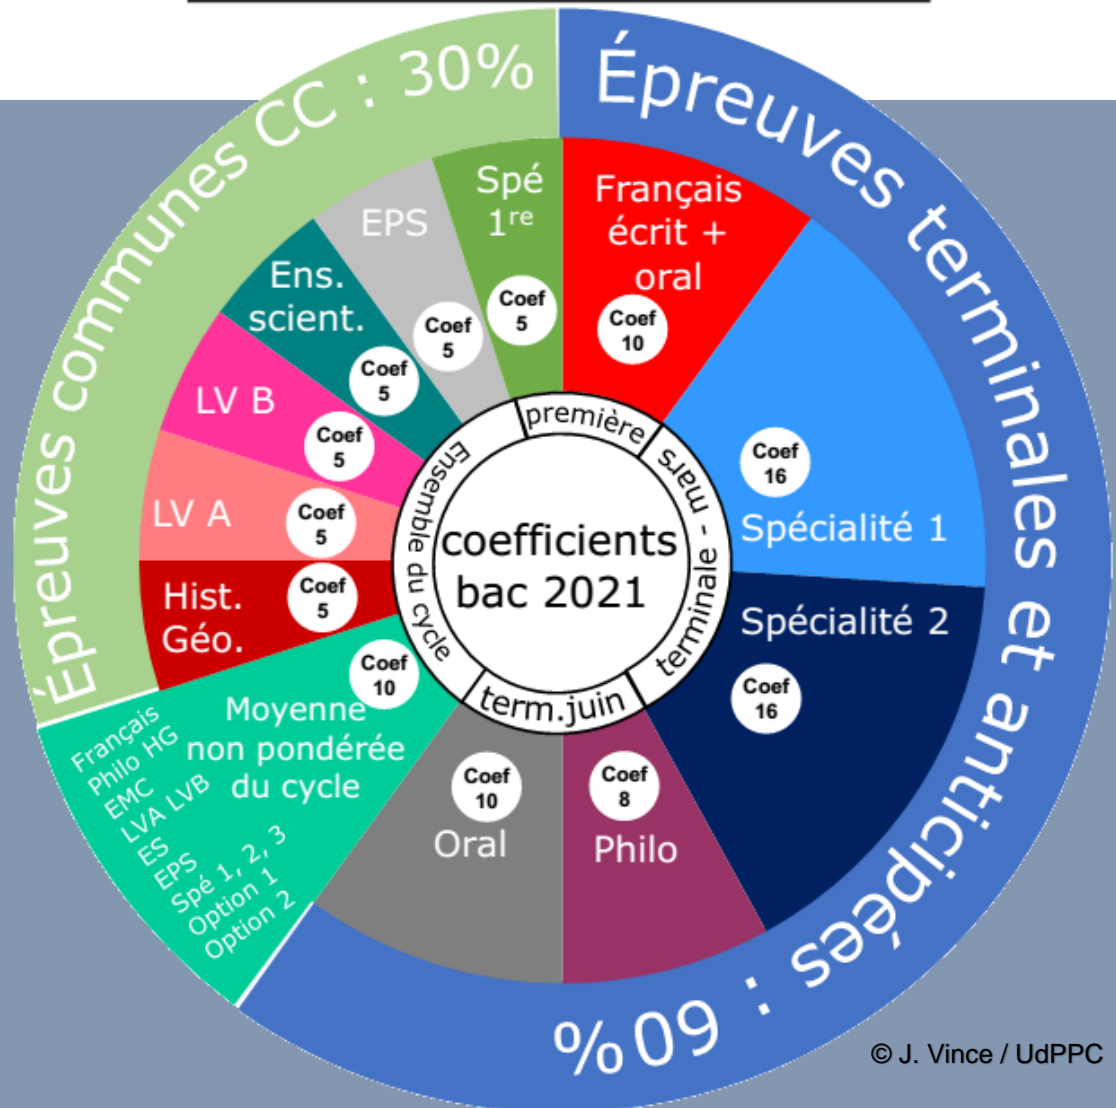 Épreuves communes CC : 30%
Épreuves terminales et anticipées : 60%
Spé
1re
Coef
5
Français
écrit +
oral
Coef
10
EPS
Coef
5
Ens.
scient.
Coef
5
LV B
Coef
5
LV A
Coef
5
Hist.
Géo.
Coef
5
Coef
16
Spécialité 1
Spécialité 2
Coef
16
première
mars - terminale
term.juin
Ensemble du cycle
coefficients
bac 2021
Coef
10
Moyenne
non pondérée
du cycle
Français
Philo HG
EMC
LVA LVB
ES
EPS
Spé 1, 2, 3
Option 1
Option 2
Coef
10
Oral
Coef
8
Philo
© J. Vince / UdPPC